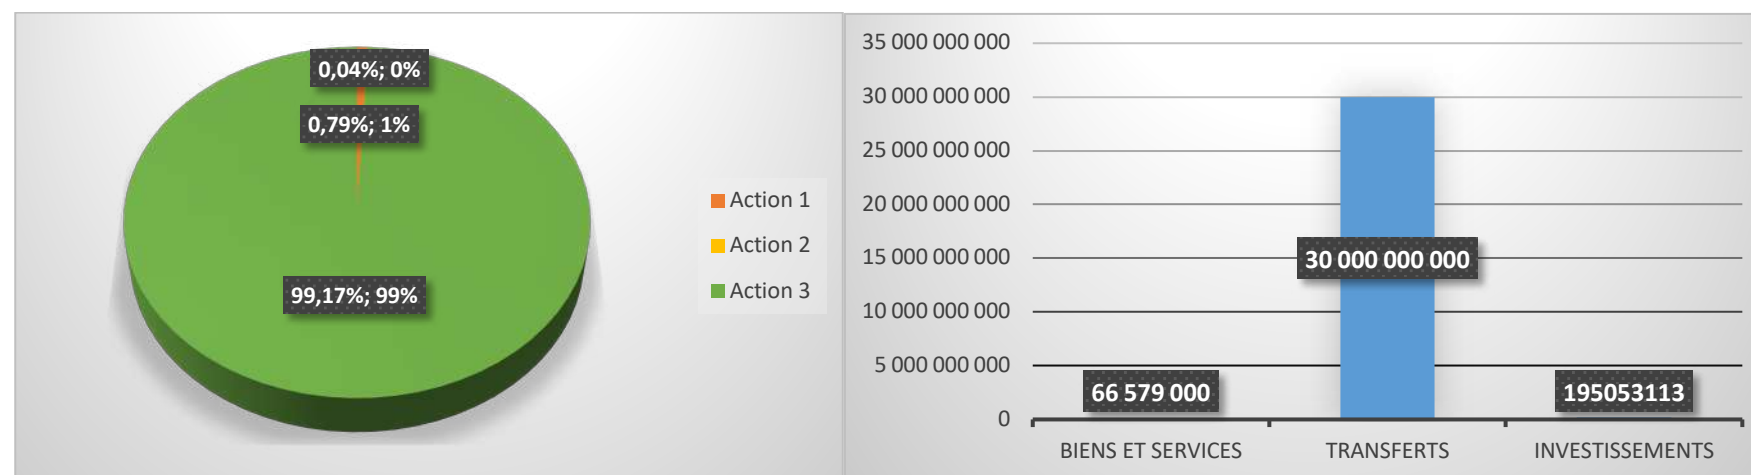 0,04%; 0%
0,79%; 1%
99,17%; 99%
Action 1
Action 2
Action 3
35 000 000 000
30 000 000 000
25 000 000 000
20 000 000 000
15 000 000 000
10 000 000 000
5 000 000 000
0
66 579 000
30 000 000 000
195053113
BIENS ET SERVICES
TRANSFERTS
INVESTISSEMENTS